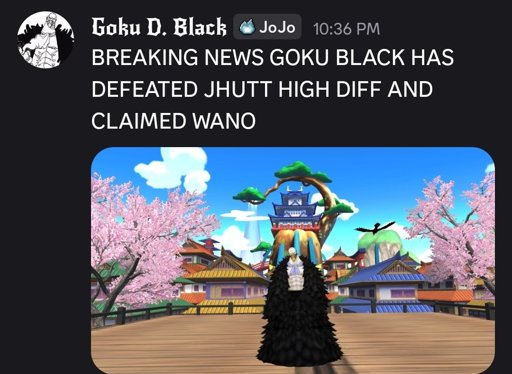 Goku D. Black JoJo 10:36 PM
BREAKING NEWS GOKU BLACK HAS
DEFEATED JHUTT HIGH DIFF AND
CLAIMED WANO